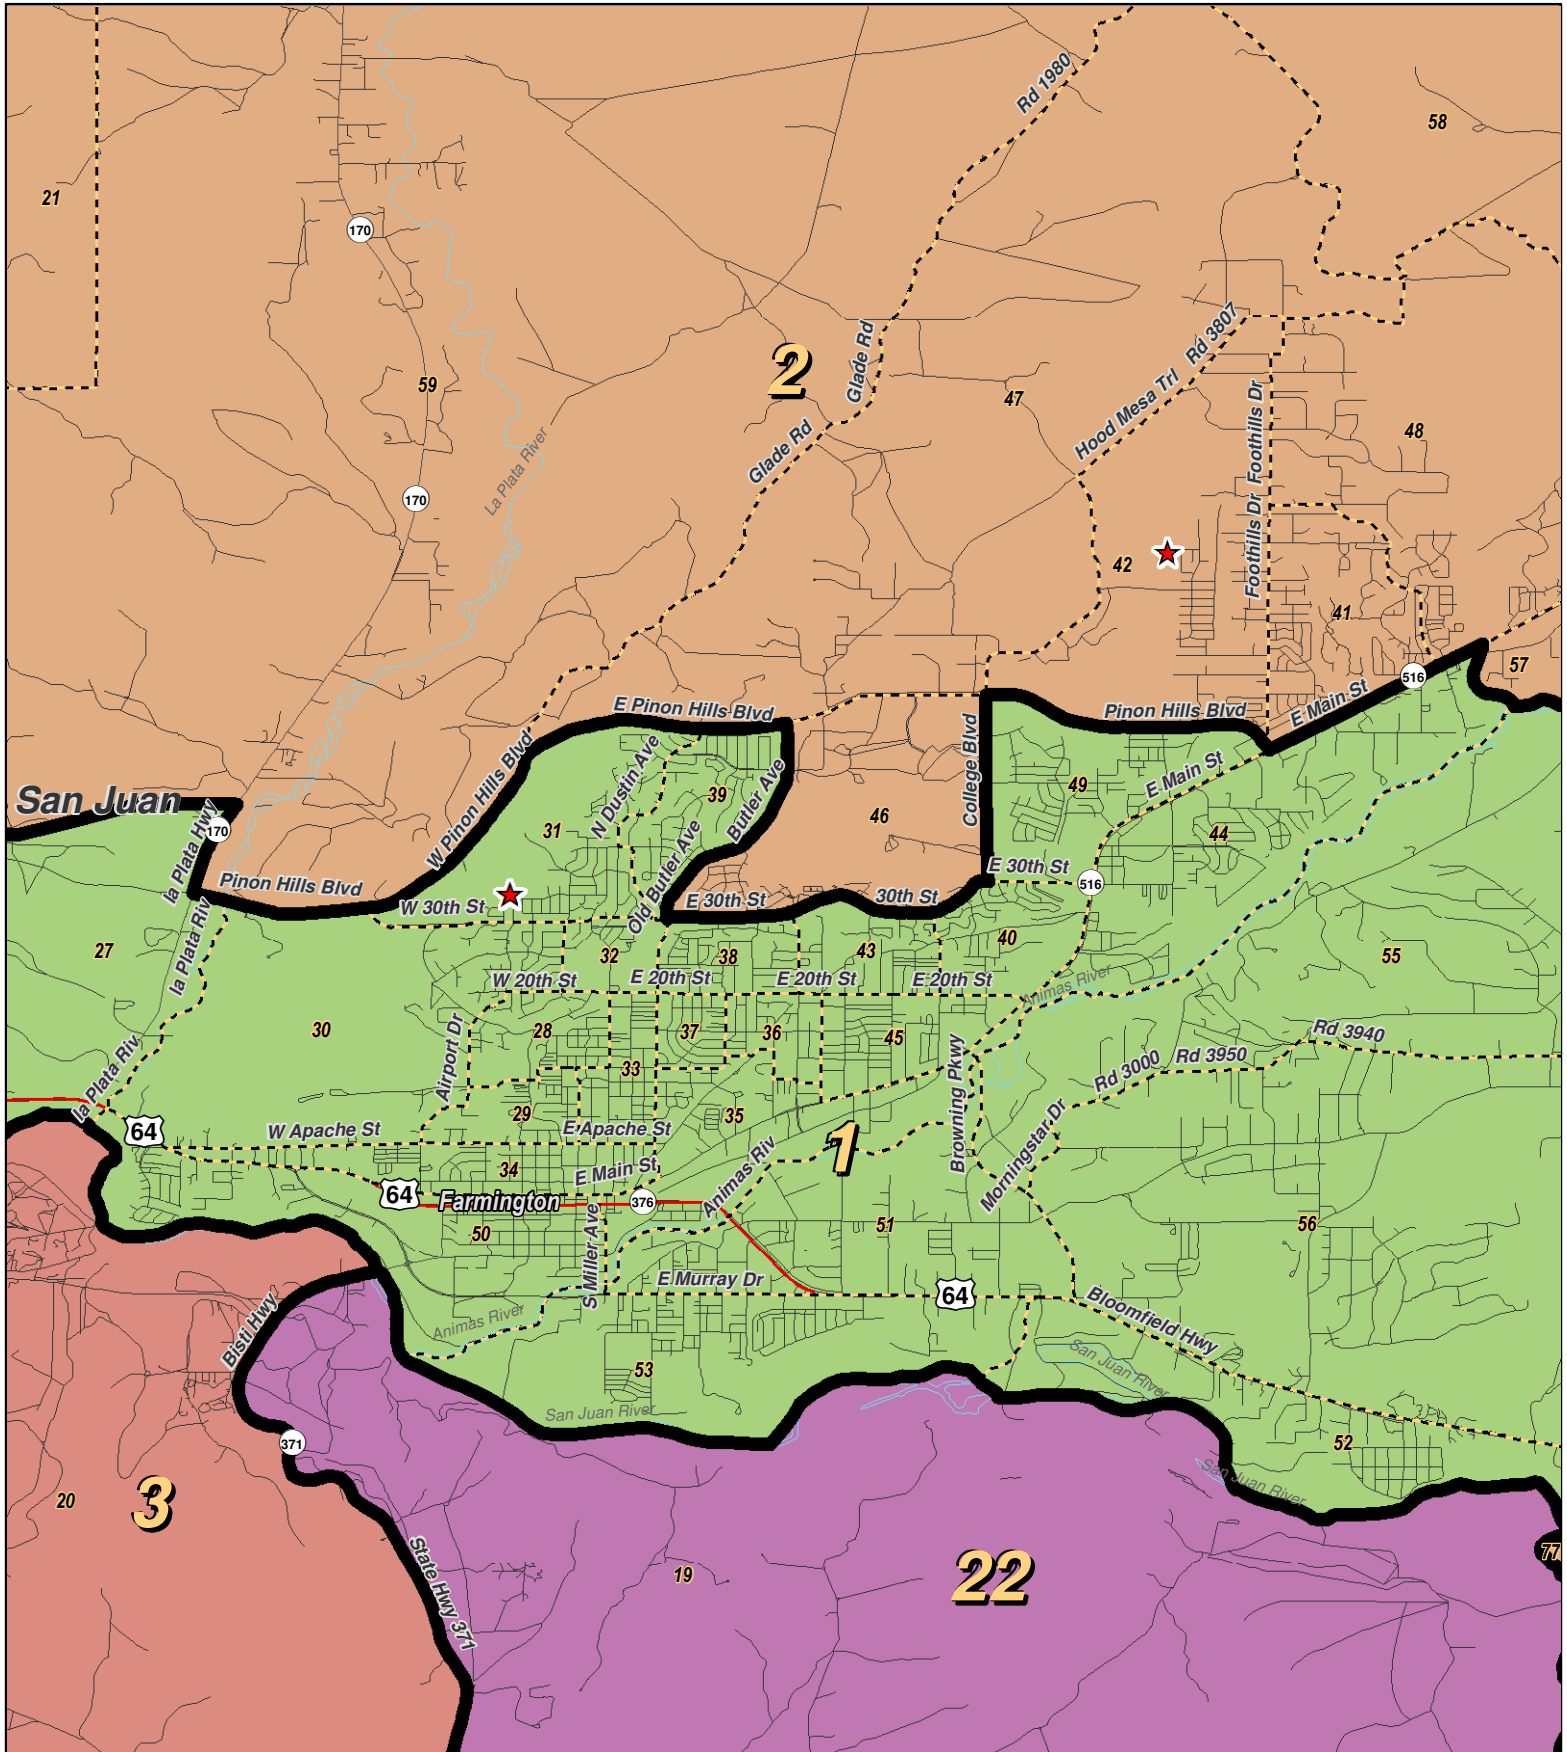 Rd 1980
58
21
170
Glade Rd
Rd 3807
2
59
47
Hood Mesa Trl
Foothills Dr
48
Glade Rd
La Plata River
170
Foothills Dr
42
41
57
516
E Pinon Hills Blvd
Pinon Hills Blvd
E Main St
W Pinon Hills Blvd
N Dustin Ave
College Blvd
E Main St
49
39
Butler Ave
San Juan
la Plata Hwy
170
31
46
44
Old Butler Ave
E 30th St
516
Pinon Hills Blvd
W 30th St
E 30th St
30th St
la Plata Riv
27
32
38
43
40
55
W 20th St
E 20th St
E 20th St
E 20th St
Animas River
30
Airport Dr
28
37
36
45
Browning Pkwy
Rd 3940
la Plata Riv
33
Rd 3000
Rd 3950
29
35
Morningstar Dr
64
W Apache St
E Apache St
1
34
E Main St
Animas Riv
64
Farmington
376
50
S Miller Ave
51
56
E Murray Dr
64
Bloomfield Hwy
Bisti Hwy
Animas River
San Juan River
53
San Juan River
371
52
San Juan River
20
3
State Hwy 371
19
22
77